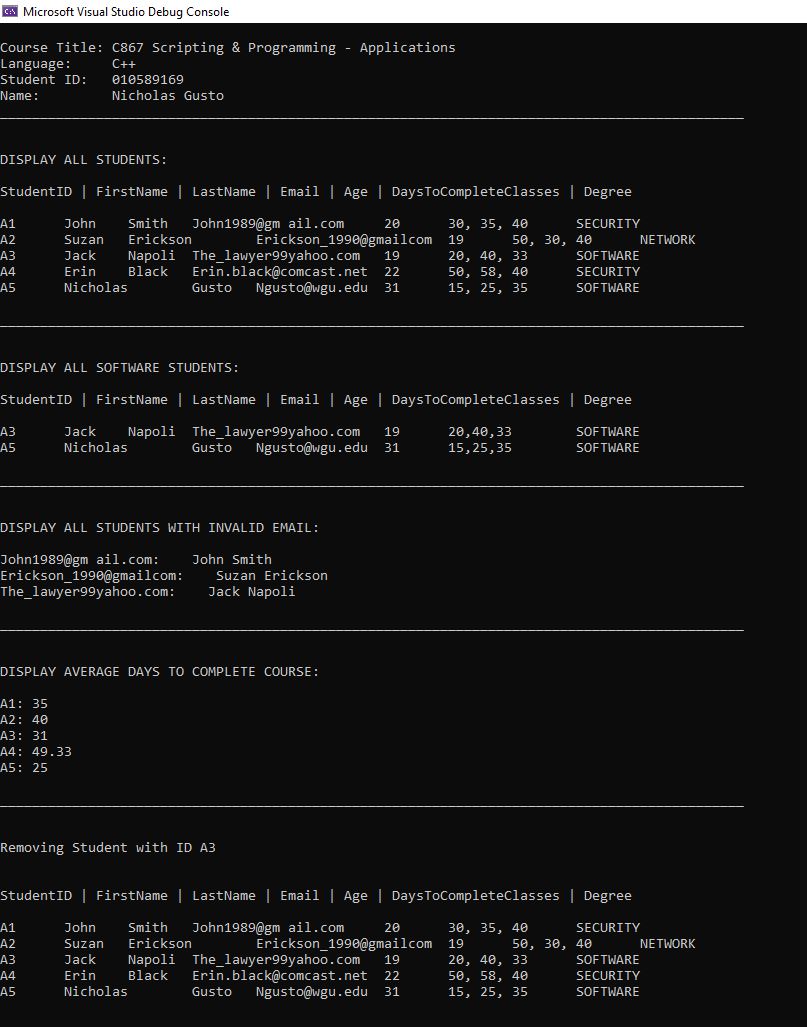 Microsoft Visual Studio Debug Console
Course Title: C867 Scripting & Programming - Applications
Language: C++
Student ID: 010589169
Name: Nicholas Gusto
DISPLAY ALL STUDENTS:
StudentID | FirstName | LastName | Email | Age | DaysToCompleteClasses | Degree
A1 John Smith John1989@gm ail.com 20 30, 35, 40 SECURITY
A2 Suzan Erickson Erickson_1990@gmailcom 19 50, 30, 40 NETWORK
A3 Jack Napoli The_lawyer99yahoo.com 19 20, 40, 33 SOFTWARE
A4 Erin Black Erin.black@comcast.net 22 50, 58, 40 SECURITY
A5 Nicholas Gusto Ngusto@wgu.edu 31 15, 25, 35 SOFTWARE
DISPLAY ALL SOFTWARE STUDENTS:
StudentID | FirstName | LastName | Email | Age | DaysToCompleteClasses | Degree
A3 Jack Napoli The_lawyer99yahoo.com 19 20,40,33 SOFTWARE
A5 Nicholas Gusto Ngusto@wgu.edu 31 15,25,35 SOFTWARE
DISPLAY ALL STUDENTS WITH INVALID EMAIL:
John1989@gm ail.com: John Smith
Erickson_1990@gmailcom: Suzan Erickson
The_lawyer99yahoo.com: Jack Napoli
DISPLAY AVERAGE DAYS TO COMPLETE COURSE:
A1: 35
A2: 40
A3: 31
A4: 49.33
A5: 25
Removing Student with ID A3
StudentID | FirstName | LastName | Email | Age | DaysToCompleteClasses | Degree
A1 John Smith John1989@gm ail.com 20 30, 35, 40 SECURITY
A2 Suzan Erickson Erickson_1990@gmailcom 19 50, 30, 40 NETWORK
A3 Jack Napoli The_lawyer99yahoo.com 19 20, 40, 33 SOFTWARE
A4 Erin Black Erin.black@comcast.net 22 50, 58, 40 SECURITY
A5 Nicholas Gusto Ngusto@wgu.edu 31 15, 25, 35 SOFTWARE